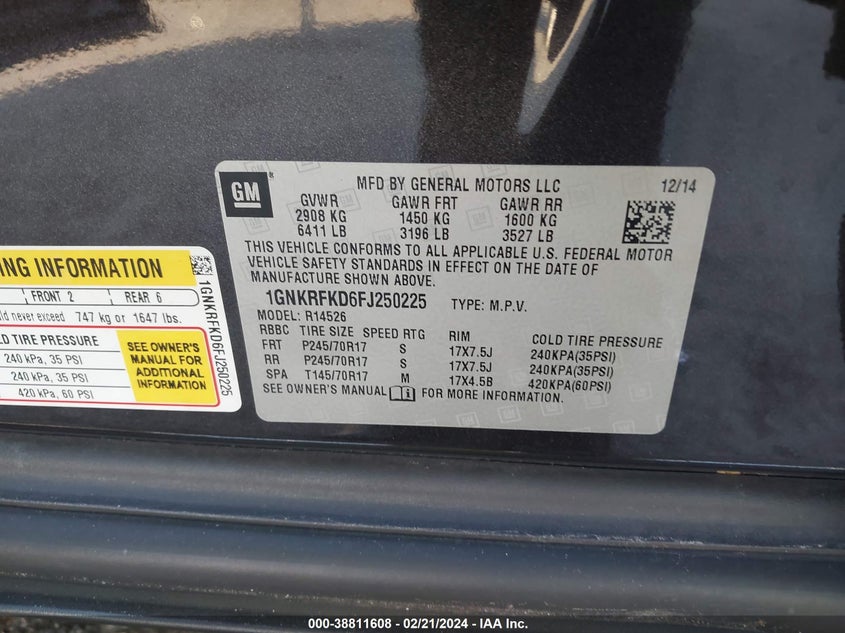 GM
MFD BY GENERAL MOTORS LLC 12/14
GVWR GAWR FRT GAWR RR
2908 KG 1450 KG 1600 KG
6411 LB 3196 LB 3527 LB
THIS VEHICLE CONFORMS TO ALL APPLICABLE U.S. FEDERAL MOTOR
VEHICLE SAFETY STANDARDS IN EFFECT ON THE DATE OF
MANUFACTURE SHOWN ABOVE.
1GNKRFKD6FJ250225 TYPE: M.P.V.
MODEL: R14526
RBBC TIRE SIZE SPEED RTG RIM COLD TIRE PRESSURE
FRT P245/70R17 S 17X7.5J 240KPA(35PSI)
RR P245/70R17 S 17X7.5J 240KPA(35PSI)
SPA T145/70R17 M 17X4.5B 420KPA(60PSI)
SEE OWNER'S MANUAL FOR MORE INFORMATION.
NG INFORMATION
FRONT 2 REAR 6
ld never exceed 747 kg or 1647 lbs.
LD TIRE PRESSURE
240 kPa, 35 PSI
240 kPa, 35 PSI
420 kPa, 60 PSI
SEE OWNER'S
MANUAL FOR
ADDITIONAL
INFORMATION
1GNKRFKD6FJ250225
000-38811608 - 02/21/2024 - IAA Inc.